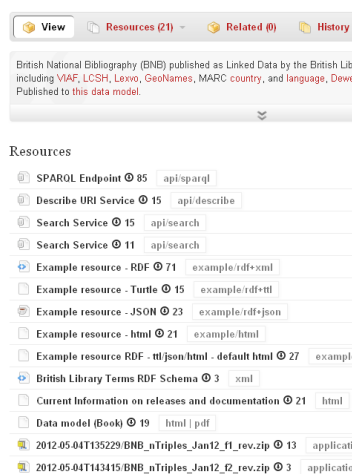 View Resources (21) Related (0) History
British National Bibliography (BNB) published as Linked Data by the British Lib
including VIAF, LCSH, Lexvo, GeoNames, MARC country, and language, Dewe
Published to this data model.
Resources
SPARQL Endpoint 85 api/sparql
Describe URI Service 15 api/describe
Search Service 15 api/search
Search Service 11 api/search
Example resource - RDF 71 example/rdf+xml
Example resource - Turtle 15 example/rdf+ttl
Example resource - JSON 23 example/rdf+json
Example resource - html 21 example/html
Example resource RDF - ttl/json/html - default html 27 exampl
British Library Terms RDF Schema 3 xml
Current Information on releases and documentation 21 html
Data model (Book) 19 html | pdf
2012-05-04T135229/BNB_nTriples_Jan12_f1_rev.zip 13 applicati
2012-05-04T143415/BNB_nTriples_Jan12_f2_rev.zip 3 applicatio